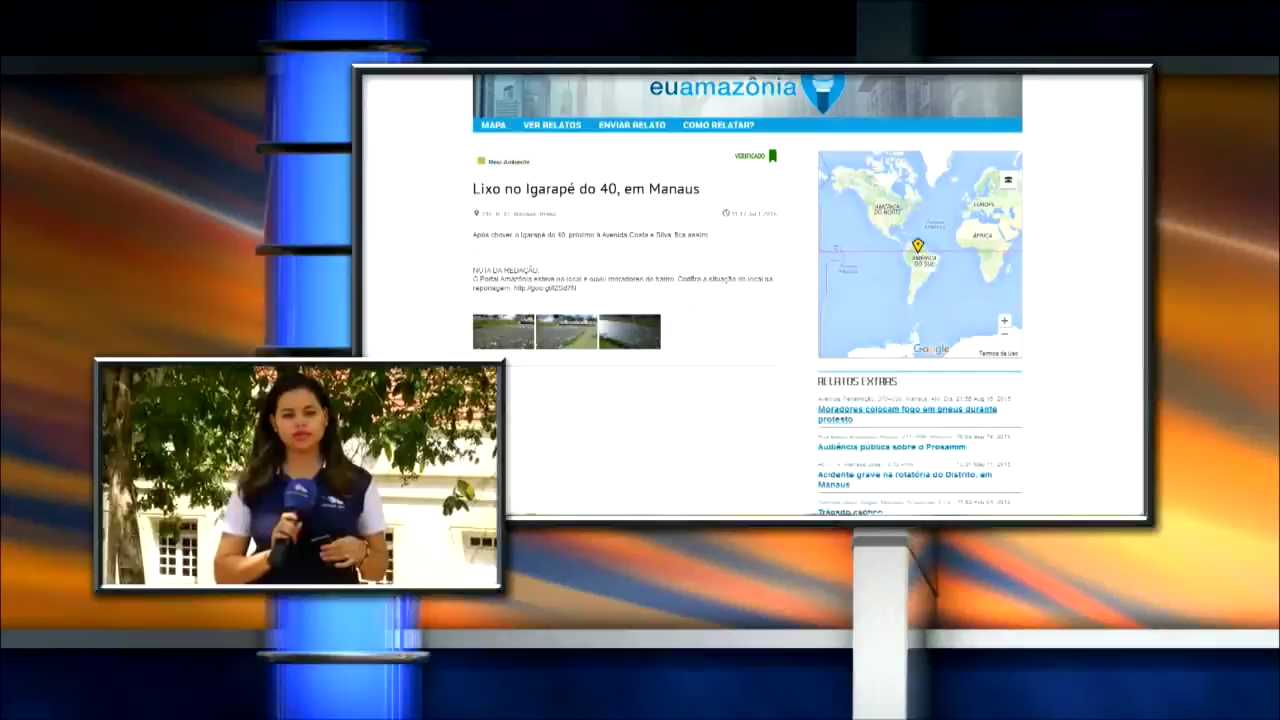 euamazônia
MAPA VER RELATOS ENVIAR RELATO COMO RELATAR?
Meio Ambiente
VERIFICADO
Lixo no Igarapé do 40, em Manaus
Após chover, o Igarapé do 40, próximo à Avenida Costa e Silva, fica assim.
NOTA DA REDAÇÃO:
O Portal Amazônia esteve no local e ouviu moradores do bairro. Confira a situação do local na
reportagem:
AMÉRICA DO NORTE
EUROPE
ÁFRICA
AMÉRICA DO SUL
Google
Termos de Uso
RELATOS EXTRAS
Moradores colocam fogo em pneus durante
protesto
Audiência pública sobre o Prosamim
Acidente grave na rotatória do Distrito, em
Manaus
Trânsito caótico